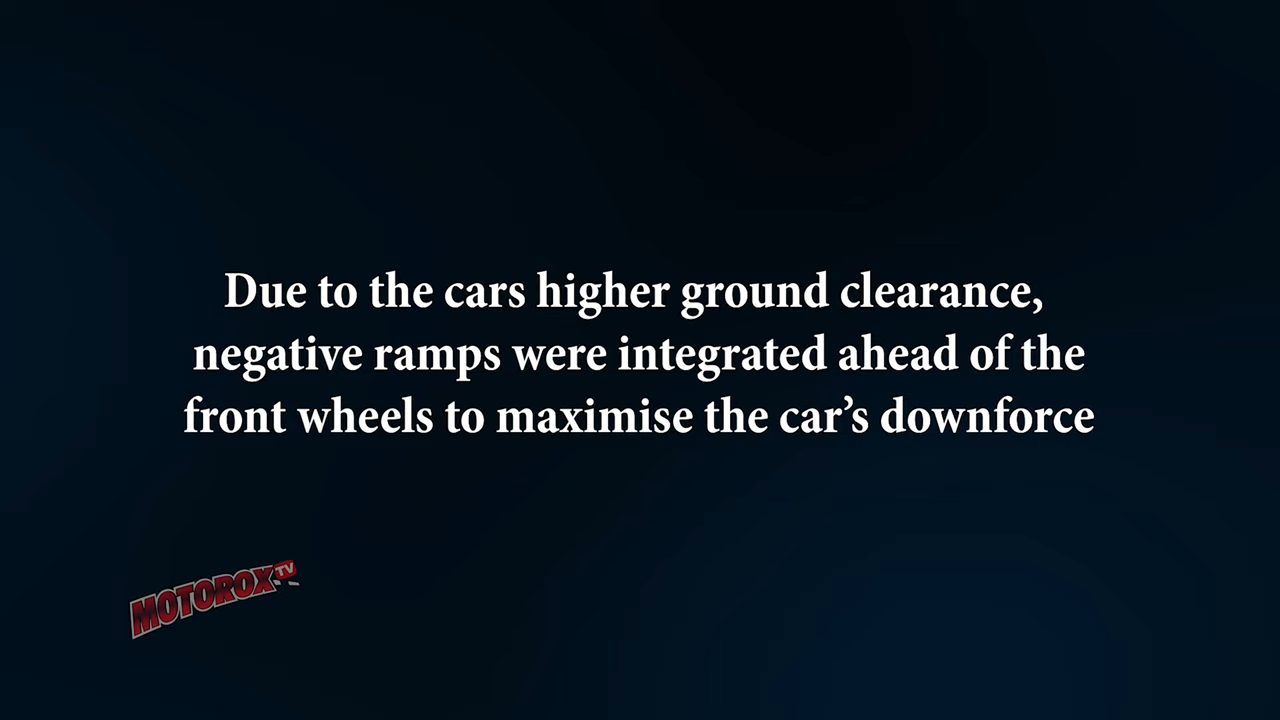 Due to the cars higher ground clearance,
negative ramps were integrated ahead of the
front wheels to maximise the car’s downforce
MOTOROX TV